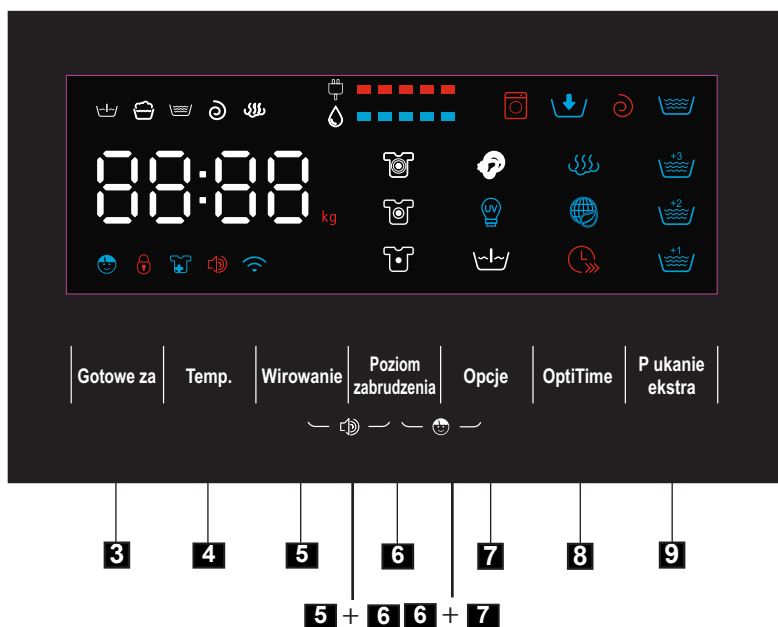 88:88
kg
UV
+3
+2
+1
Gotowe za
Temp.
Wirowanie
Poziom
zabrudzenia
Opcje
OptiTime
P ukanie
ekstra
3
4
5
6
7
8
9
5 + 6
6 + 7